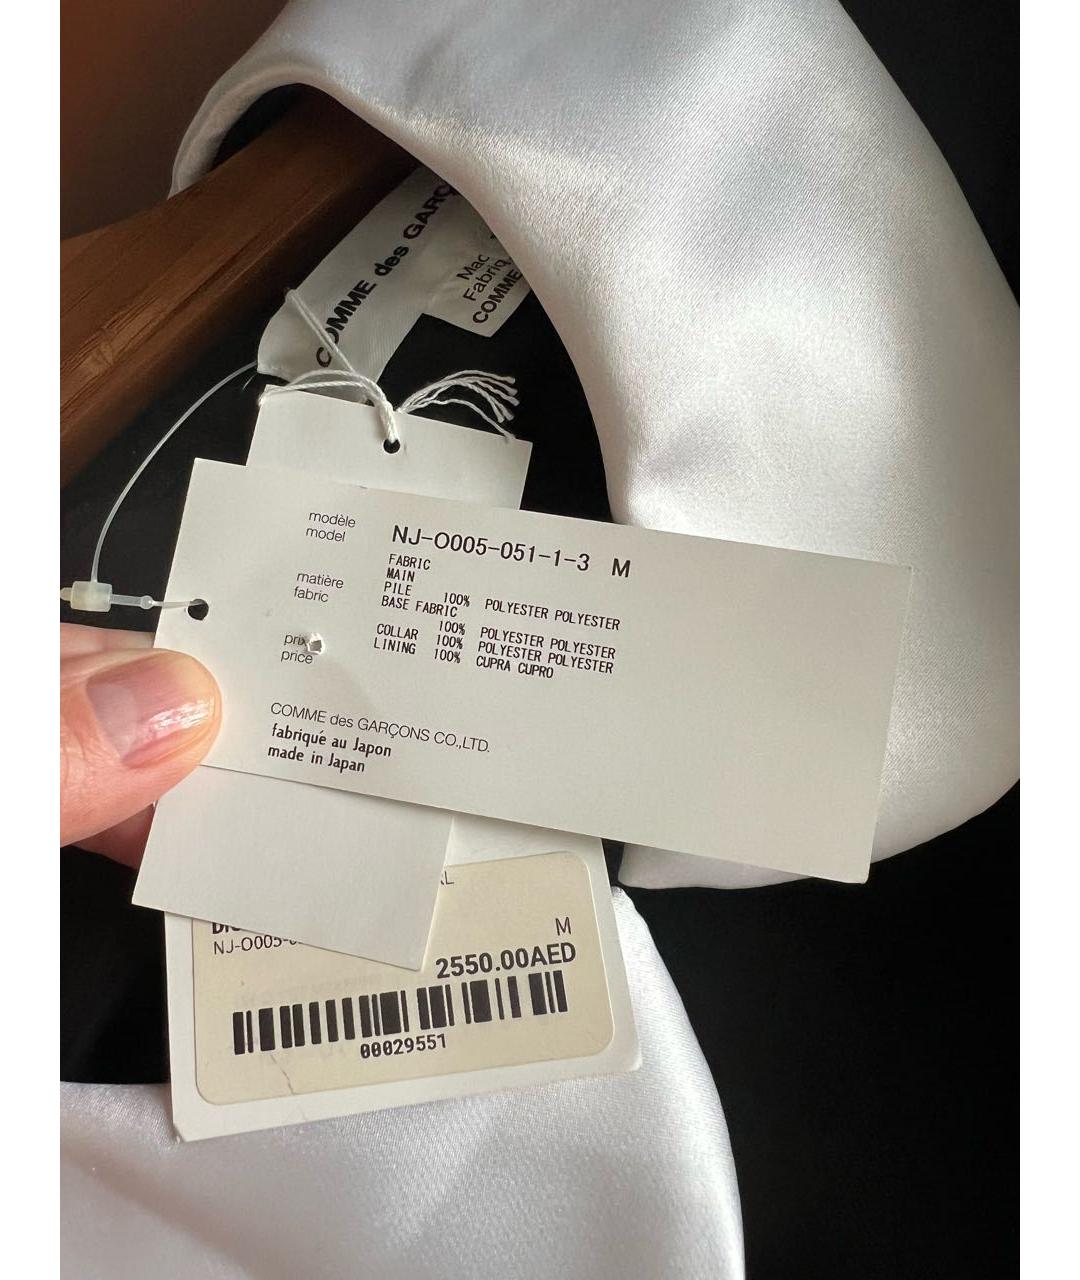 COMME des GARÇ
Fabriq
COMME
modèle
model
NJ-O005-051-1-3 M
matière
fabric
FABRIC
MAIN
PILE 100% POLYESTER POLYESTER
BASE FABRIC
100% POLYESTER POLYESTER
COLLAR 100% POLYESTER POLYESTER
LINING 100% CUPRA CUPRO
prix
price
COMME des GARÇONS CO.,LTD.
fabriqué au Japon
made in Japan
NJ-O005-0
M
2550.00AED
00029551